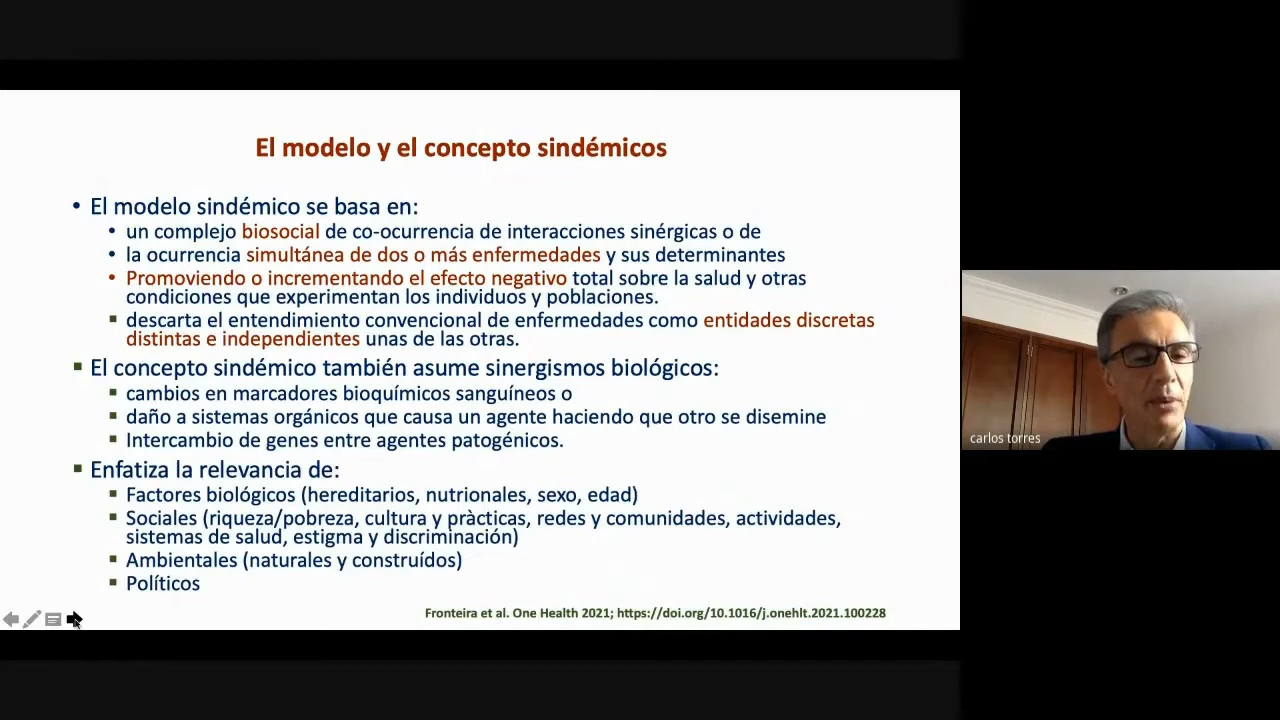 El modelo y el concepto sindémicos
• El modelo sindémico se basa en:
• un complejo biosocial de co-ocurrencia de interacciones sinérgicas o de
• la ocurrencia simultánea de dos o más enfermedades y sus determinantes
• Promoviendo o incrementando el efecto negativo total sobre la salud y otras
condiciones que experimentan los individuos y poblaciones.
▪ descarta el entendimiento convencional de enfermedades como entidades discretas
distintas e independientes unas de las otras.
▪ El concepto sindémico también asume sinergismos biológicos:
▪ cambios en marcadores bioquímicos sanguíneos o
▪ daño a sistemas orgánicos que causa un agente haciendo que otro se disemine
▪ Intercambio de genes entre agentes patogénicos.
▪ Enfatiza la relevancia de:
▪ Factores biológicos (hereditarios, nutrionales, sexo, edad)
▪ Sociales (riqueza/pobreza, cultura y pràcticas, redes y comunidades, actividades,
sistemas de salud, estigma y discriminación)
▪ Ambientales (naturales y construídos)
▪ Políticos
Fronteira et al. One Health 2021; https://doi.org/10.1016/j.onehlt.2021.100228
carlos torres